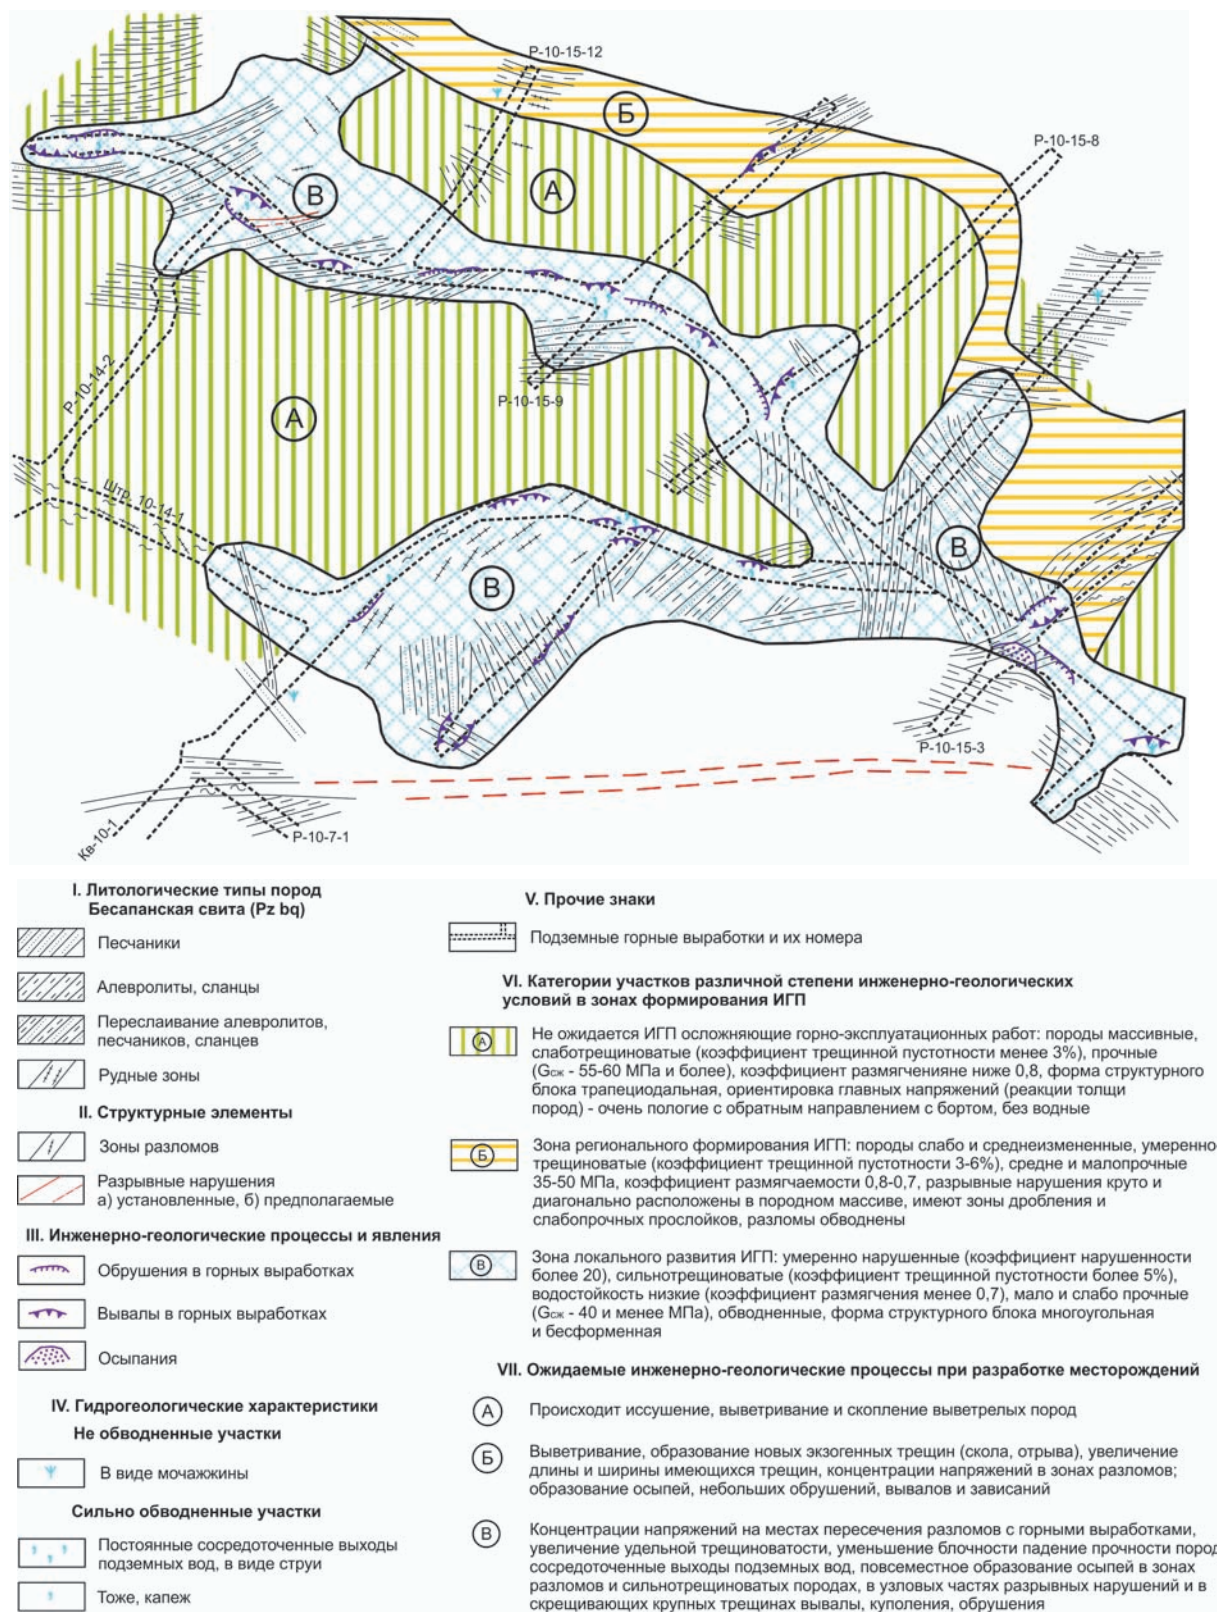 Р-10-15-12
Б
Р-10-15-8
А
В
Р-10-14-2
Р-10-15-9
А
Штр. 10-14-1
В
В
Р-10-15-3
Р-10-7-1
Кв-10-1
I. Литологические типы пород
Бесапанская свита (Pz bq)
Песчаники
Алевролиты, сланцы
Переслаивание алевролитов,
песчаников, сланцев
Рудные зоны
II. Структурные элементы
Зоны разломов
Разрывные нарушения
а) установленные, б) предполагаемые
III. Инженерно-геологические процессы и явления
Обрушения в горных выработках
Вывалы в горных выработках
Осыпания
IV. Гидрогеологические характеристики
Не обводненные участки
В виде мочажжины
Сильно обводненные участки
Постоянные сосредоточенные выходы
подземных вод, в виде струи
Тоже, капеж
V. Прочие знаки
Подземные горные выработки и их номера
VI. Категории участков различной степени инженерно-геологических
условий в зонах формирования ИГП
А
Не ожидается ИГП осложняющие горно-эксплуатационных работ: породы массивные,
слаботрещиноватые (коэффициент трещинной пустотности менее 3%), прочные
(Gсж - 55-60 МПа и более), коэффициент размягчениянe ниже 0,8, форма структурного
блока трапециодальная, ориентировка главных напряжений (реакции толщи
пород) - очень пологие с обратным направлением с бортом, без водные
Б
Зона регионального формирования ИГП: породы слабо и среднеизмененные, умеренно
трещиноватые (коэффициент трещинной пустотности 3-6%), средне и малопрочные
35-50 МПа, коэффициент размягчаемости 0,8-0,7, разрывные нарушения круто и
диагонально расположены в породном массиве, имеют зоны дробления и
слабопрочных прослойков, разломы обводнены
В
Зона локального развития ИГП: умеренно нарушенные (коэффициент нарушенности
более 20), сильнотрещиноватые (коэффициент трещинной пустотности более 5%),
водостойкость низкие (коэффициент размягчения менее 0,7), мало и слабо прочные
(Gсж - 40 и менее МПа), обводненные, форма структурного блока многоугольная
и бесформенная
VII. Ожидаемые инженерно-геологические процессы при разработке месторождений
А
Происходит иссушение, выветривание и скопление выветрелых пород
Б
Выветривание, образование новых экзогенных трещин (скола, отрыва), увеличение
длины и ширины имеющихся трещин, концентрации напряжений в зонах разломов;
образование осыпей, небольших обрушений, вывалов и зависаний
В
Концентрации напряжений на местах пересечения разломов с горными выработками,
увеличение удельной трещиноватости, уменьшение блочности падение прочности пород
сосредоточенные выходы подземных вод, повсеместное образование осыпей в зонах
разломов и сильнотрещиноватых породах, в узловых частях разрывных нарушений и в
скрещивающих крупных трещинах вывалы, куполения, обрушения